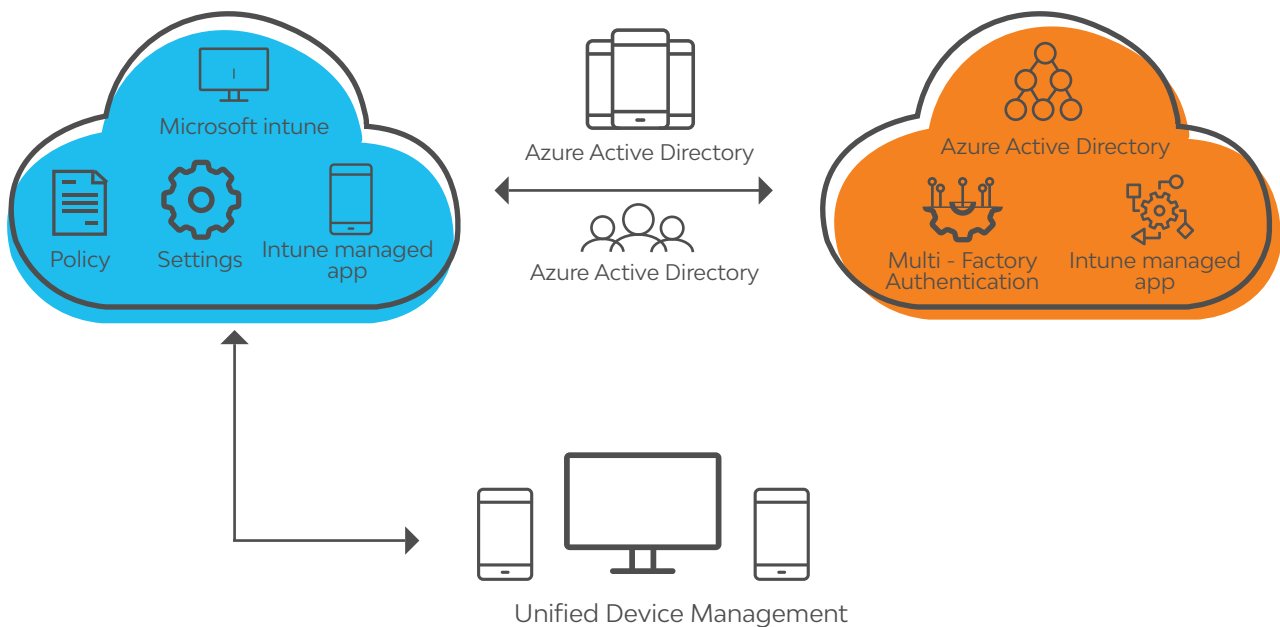 Microsoft intune
Policy
Settings
Intune managed
app
Azure Active Directory
Azure Active Directory
Azure Active Directory
Multi - Factory
Authentication
Intune managed
app
Unified Device Management